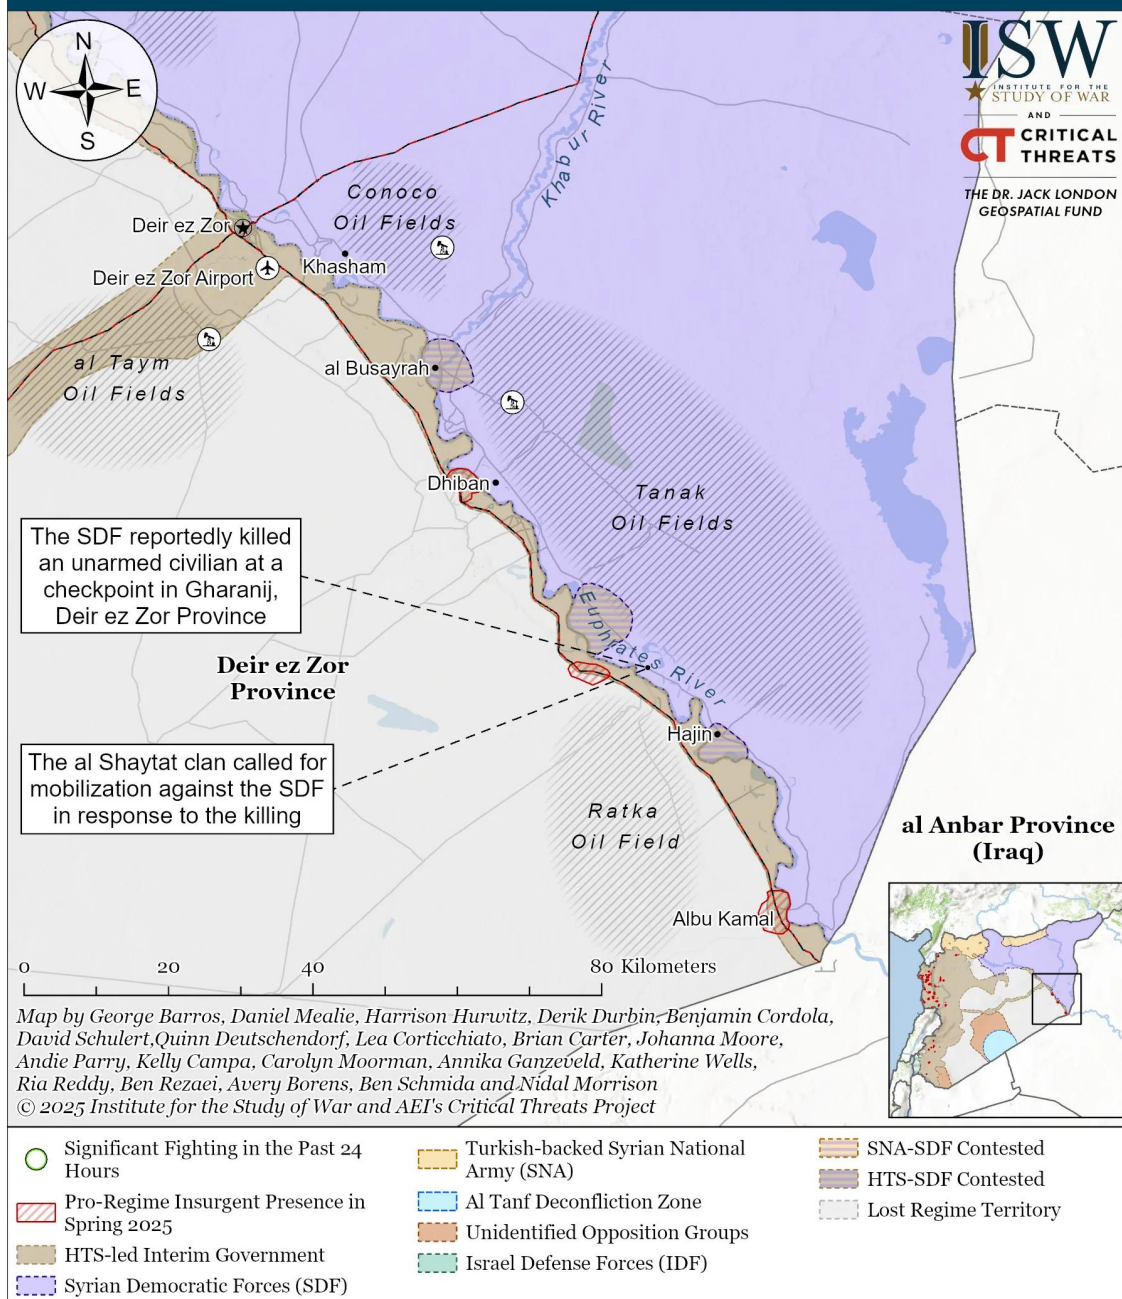 N
W
E
S
ISW
INSTITUTE FOR THE
STUDY OF WAR
AND
CT CRITICAL
THREATS
THE DR. JACK LONDON
GEOSPATIAL FUND
Khabur River
Conoco
Oil Fields
Deir ez Zor
Khasham
Deir ez Zor Airport
al Taym
Oil Fields
al Busayrah
Dhiban
Tanak
Oil Fields
The SDF reportedly killed
an unarmed civilian at a
checkpoint in Gharanij,
Deir ez Zor Province
Euphrates River
Deir ez Zor
Province
Hajin
The al Shaytat clan called for
mobilization against the SDF
in response to the killing
Ratka
Oil Field
al Anbar Province
(Iraq)
Albu Kamal
0 20 40 80 Kilometers
Map by George Barros, Daniel Mealie, Harrison Hurwitz, Derik Durbin, Benjamin Cordola,
David Schulert,Quinn Deutschendorf, Lea Corticchiato, Brian Carter, Johanna Moore,
Andie Parry, Kelly Campa, Carolyn Moorman, Annika Ganzeveld, Katherine Wells,
Ria Reddy, Ben Rezaei, Avery Borens, Ben Schmida and Nidal Morrison
© 2025 Institute for the Study of War and AEI's Critical Threats Project
Significant Fighting in the Past 24
Hours
Pro-Regime Insurgent Presence in
Spring 2025
HTS-led Interim Government
Syrian Democratic Forces (SDF)
Turkish-backed Syrian National
Army (SNA)
Al Tanf Deconfliction Zone
Unidentified Opposition Groups
Israel Defense Forces (IDF)
SNA-SDF Contested
HTS-SDF Contested
Lost Regime Territory